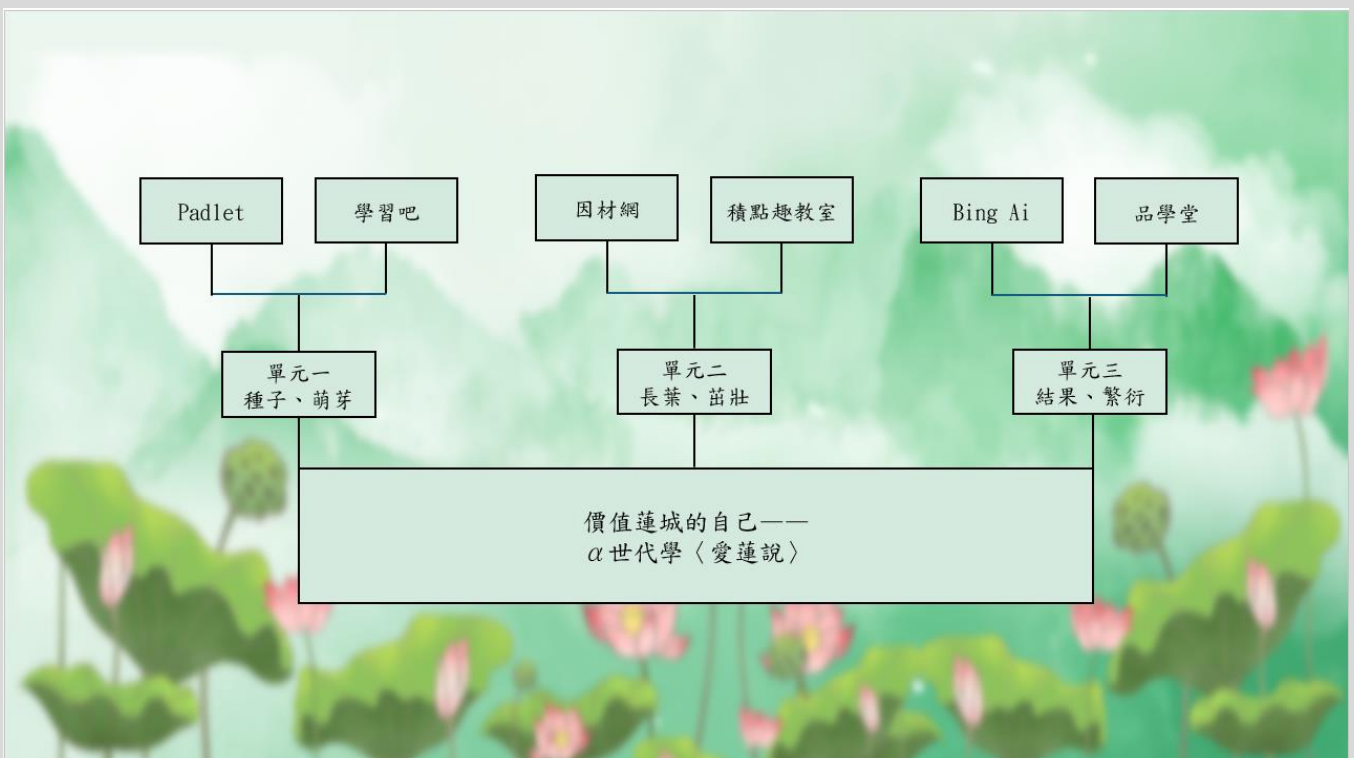 Padlet
學習吧
因材網
積點趣教室
Bing Ai
品學堂
單元一
種子、萌芽
單元二
長葉、茁壯
單元三
結果、繁衍
價值蓮城的自己——
α世代學〈愛蓮說〉